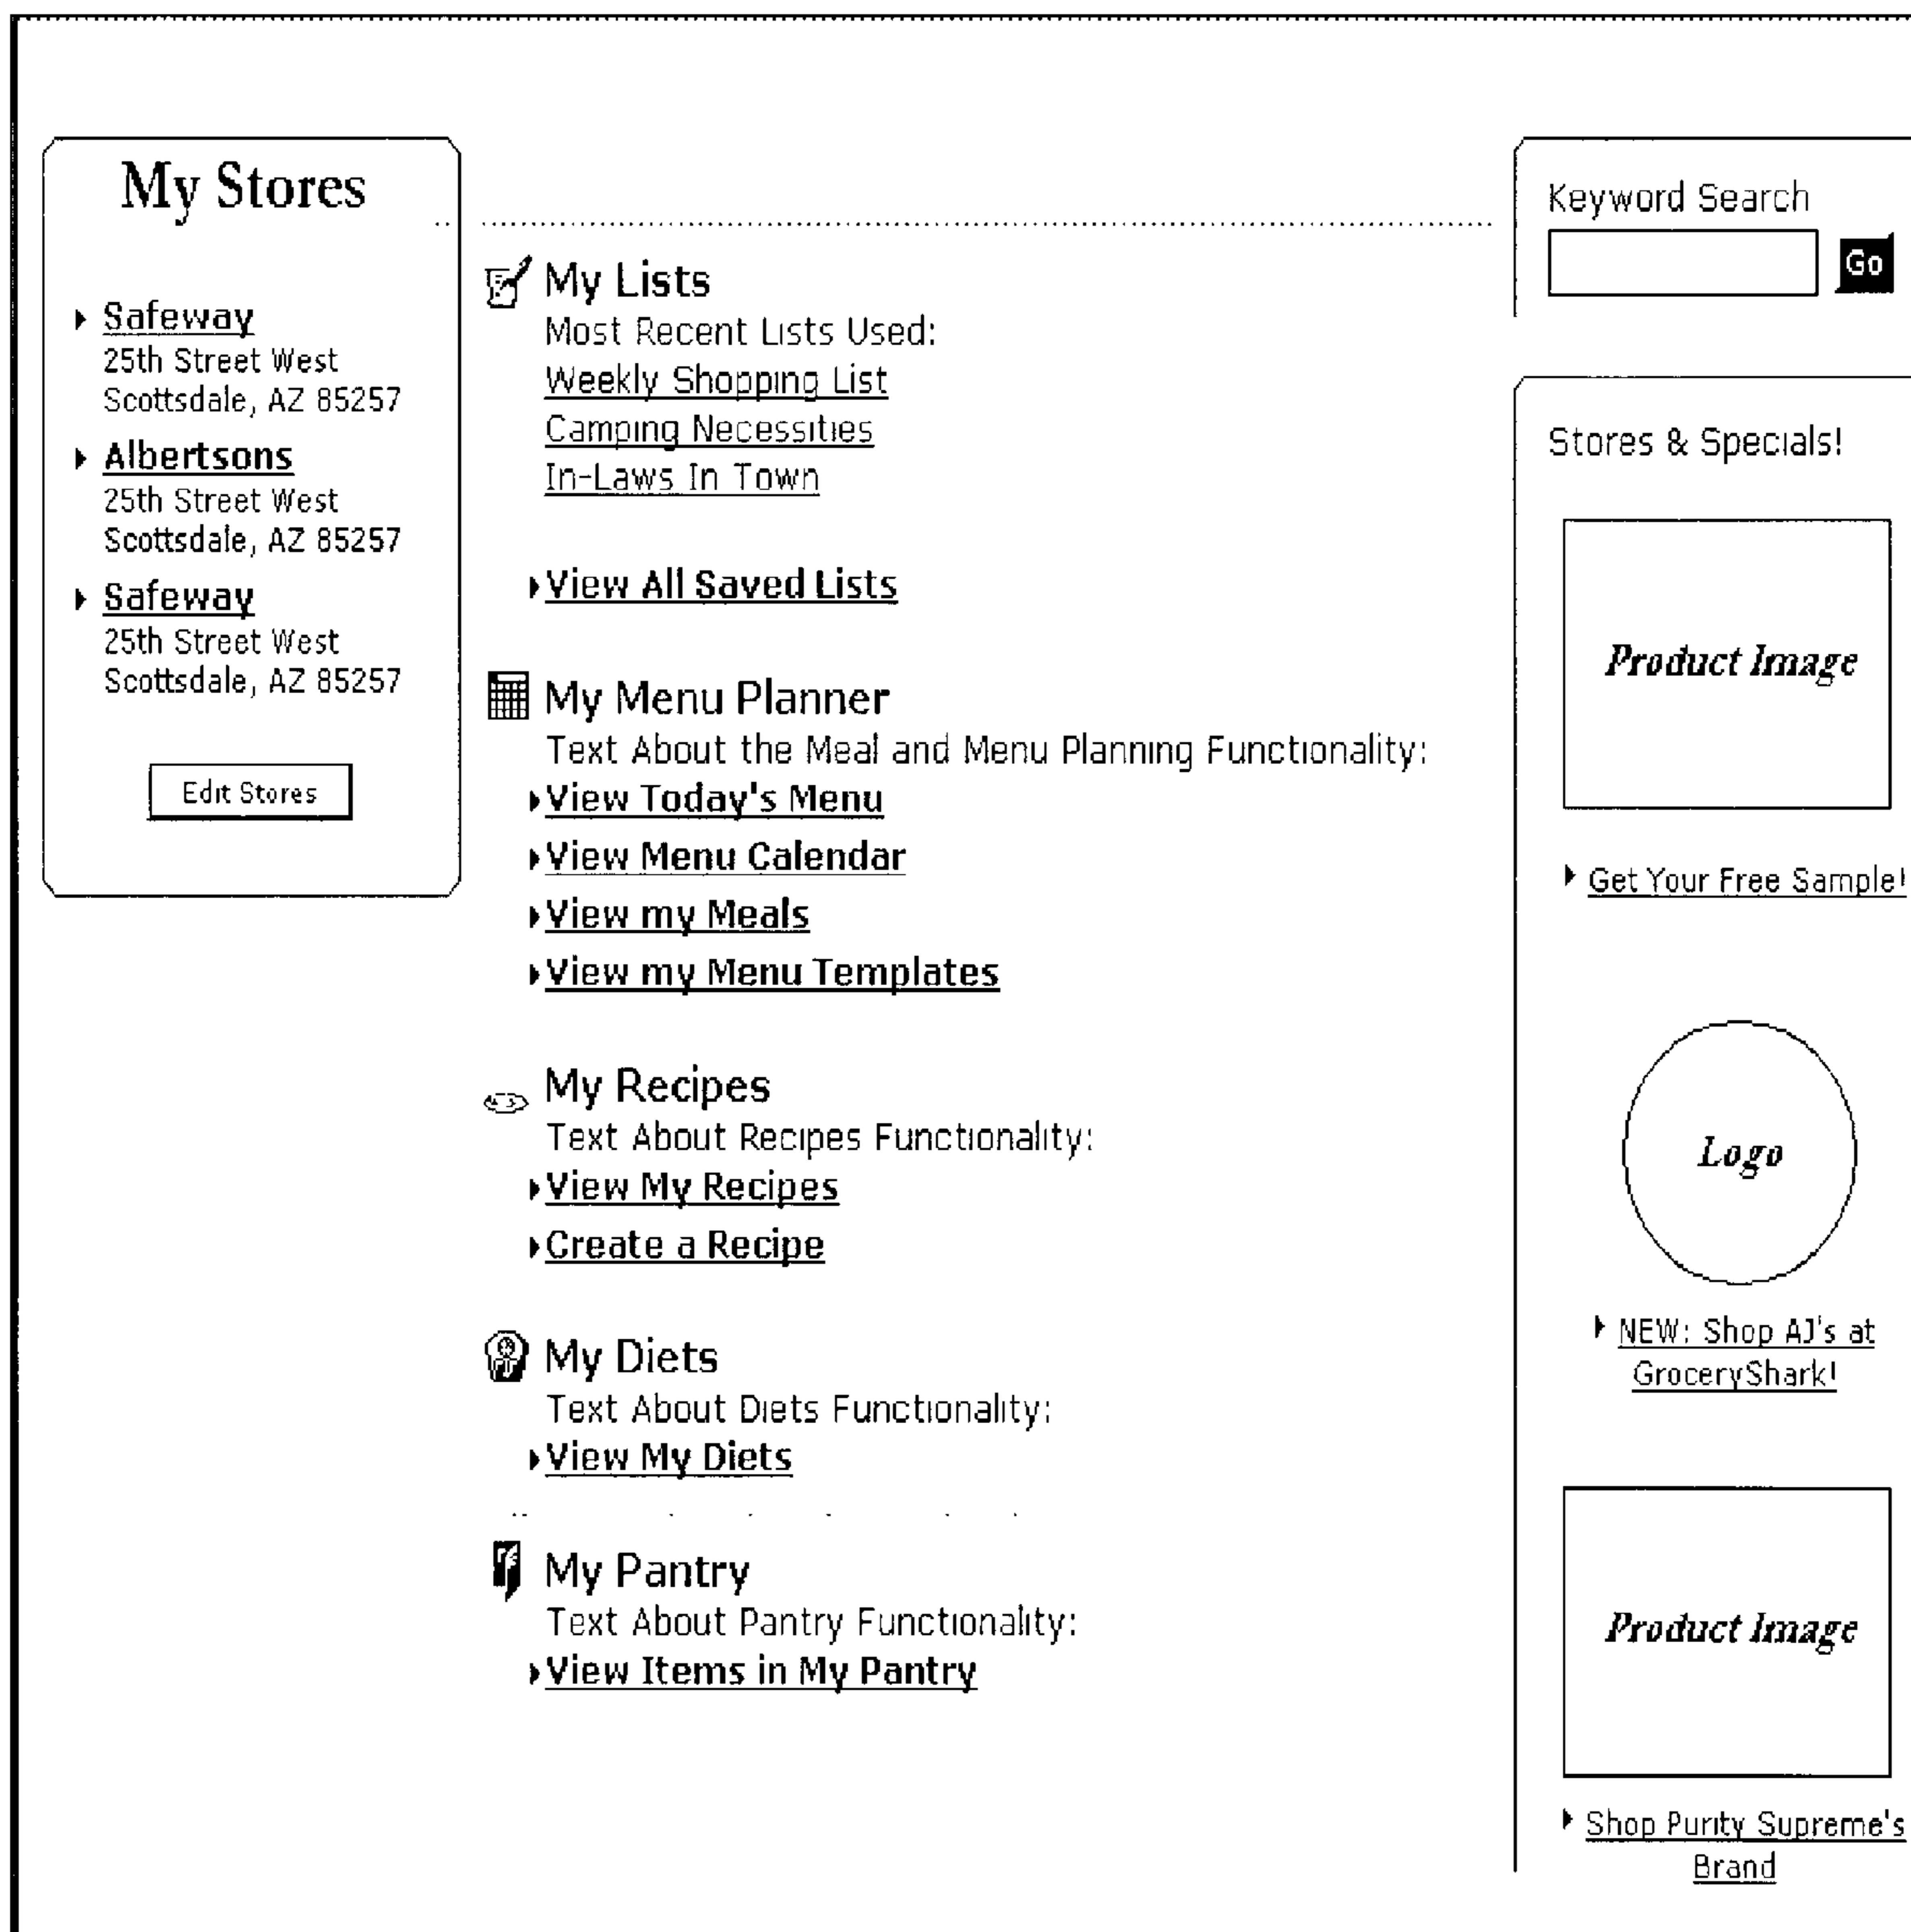 My Stores
Safeway
25th Street West
Scottsdale, AZ 85257
Albertsons
25th Street West
Scottsdale, AZ 85257
Safeway
25th Street West
Scottsdale, AZ 85257
Edit Stores
My Lists
Most Recent Lists Used:
Weekly Shopping List
Camping Necessities
In-Laws In Town
View All Saved Lists
My Menu Planner
Text About the Meal and Menu Planning Functionality:
View Today's Menu
View Menu Calendar
View my Meals
View my Menu Templates
My Recipes
Text About Recipes Functionality:
View My Recipes
Create a Recipe
My Diets
Text About Diets Functionality:
View My Diets
My Pantry
Text About Pantry Functionality:
View Items in My Pantry
Keyword Search
Go
Stores & Specials!
Product Image
Get Your Free Sample!
Logo
NEW: Shop AJ's at
GroceryShark!
Product Image
Shop Purity Supreme's
Brand